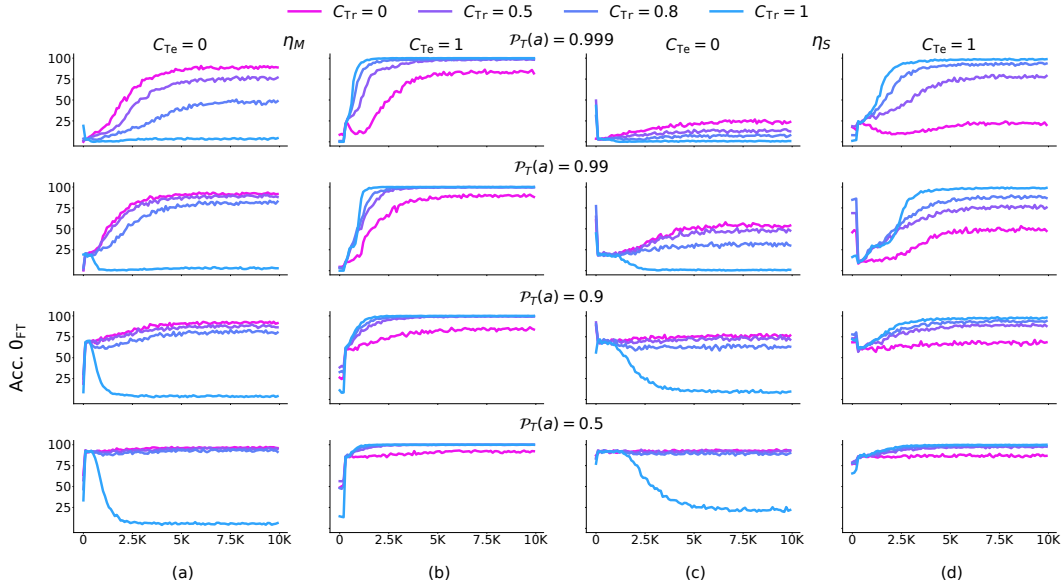 C_Tr = 0 C_Tr = 0.5 C_Tr = 0.8 C_Tr = 1
C_Te = 0 η_M C_Te = 1 𝒫_T(a) = 0.999 C_Te = 0 η_S C_Te = 1
100
75
50
25
𝒫_T(a) = 0.99
100
75
50
25
𝒫_T(a) = 0.9
100
75
50
25
Acc. 0_FT
𝒫_T(a) = 0.5
100
75
50
25
0 2.5K 5K 7.5K 10K 0 2.5K 5K 7.5K 10K 0 2.5K 5K 7.5K 10K 0 2.5K 5K 7.5K 10K
(a) (b) (c) (d)